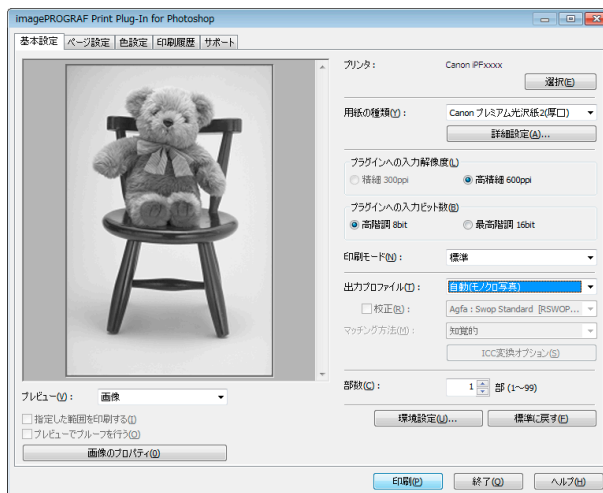 imagePROGRAF Print Plug-In for Photoshop
基本設定 ページ設定 色設定 印刷履歴 サポート
プリンタ: Canon iPFxxxx
選択(E)
用紙の種類(Y): Canon プレミアム光沢紙2(厚口)
詳細設定(A)...
プラグインへの入力解像度(L)
積細 300ppi 高積細 600ppi
プラグインへの入力ビット数(B)
高階調 8bit 最高階調 16bit
印刷モード(N): 標準
出力プロファイル(T): 自動(モノクロ写真)
校正(R): Agfa : Swop Standard [RSWOP...
マッチング方法(M): 知覚的
ICC変換オプション(S)
部数(C): 1 部 (1～99)
プレビュー(V): 画像
環境設定(U)... 標準に戻す(F)
指定した範囲を印刷する(I)
プレビューでプルーフを行う(O)
画像のプロパティ(0)
印刷(P) 終了(Q) ヘルプ(H)